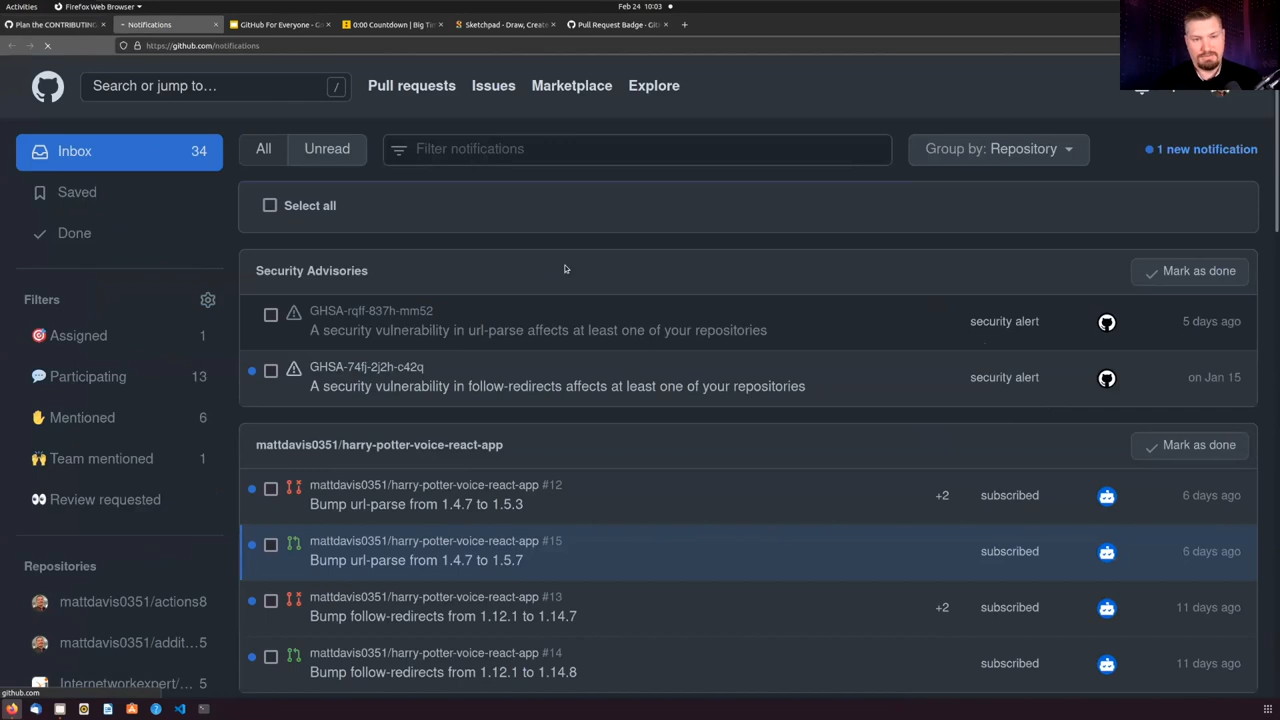 Activities
Firefox Web Browser
Feb 24 10:03
Plan the CONTRIBUTING
Notifications
GitHub For Everyone - G
0:00 Countdown | Big Ti
Sketchpad - Draw, Create
Pull Request Badge - Git
https://github.com/notifications
Search or jump to…
/
Pull requests
Issues
Marketplace
Explore
Inbox
34
Saved
Done
Filters
Assigned
1
Participating
13
Mentioned
6
Team mentioned
1
Review requested
Repositories
mattdavis0351/actions
8
mattdavis0351/addit...
5
Internetworkexpert/...
5
All
Unread
Filter notifications
Group by: Repository
1 new notification
Select all
Security Advisories
Mark as done
GHSA-rqff-837h-mm52
A security vulnerability in url-parse affects at least one of your repositories
security alert
5 days ago
GHSA-74fj-2j2h-c42q
A security vulnerability in follow-redirects affects at least one of your repositories
security alert
on Jan 15
mattdavis0351/harry-potter-voice-react-app
Mark as done
mattdavis0351/harry-potter-voice-react-app #12
Bump url-parse from 1.4.7 to 1.5.3
+2
subscribed
6 days ago
mattdavis0351/harry-potter-voice-react-app #15
Bump url-parse from 1.4.7 to 1.5.7
subscribed
6 days ago
mattdavis0351/harry-potter-voice-react-app #13
Bump follow-redirects from 1.12.1 to 1.14.7
+2
subscribed
11 days ago
mattdavis0351/harry-potter-voice-react-app #14
Bump follow-redirects from 1.12.1 to 1.14.8
subscribed
11 days ago
github.com